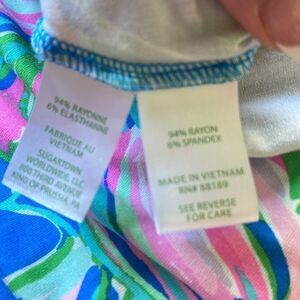 94% RAYONNE
6% ELASTHANNE
FABRIQUE AU
VIETNAM
SUGARTOWN
WORLDWIDE, LLC
800 THIRD AVENUE
KING OF PRUSSIA, PA
94% RAYON
6% SPANDEX
MADE IN VIETNAM
RN# 88189
SEE REVERSE
FOR CARE